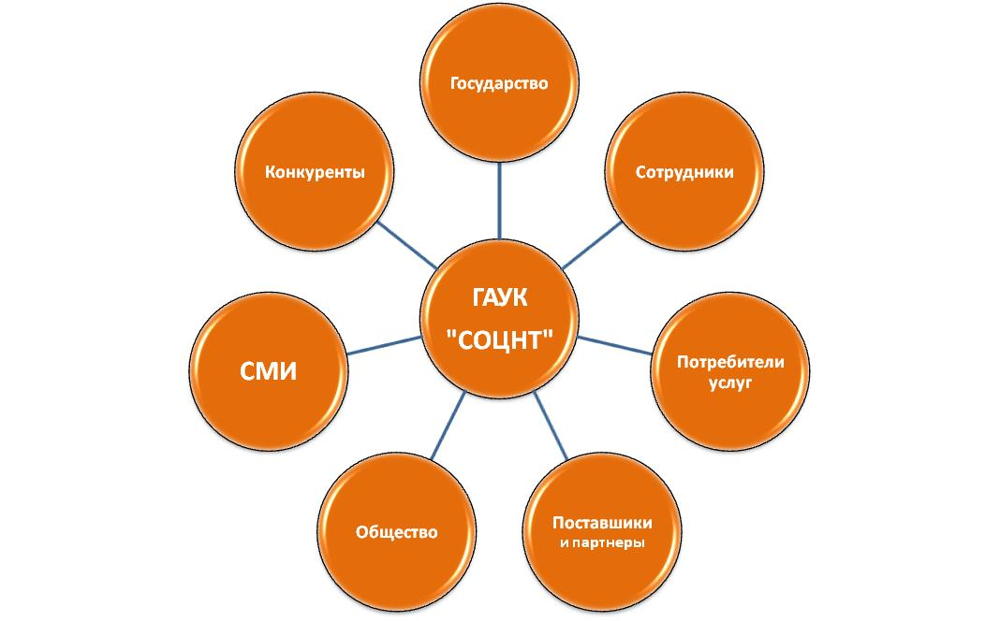 Государство
Конкуренты
Сотрудники
ГАУК
"СОЦНТ"
СМИ
Потребители
услуг
Общество
Поставшики
и партнеры